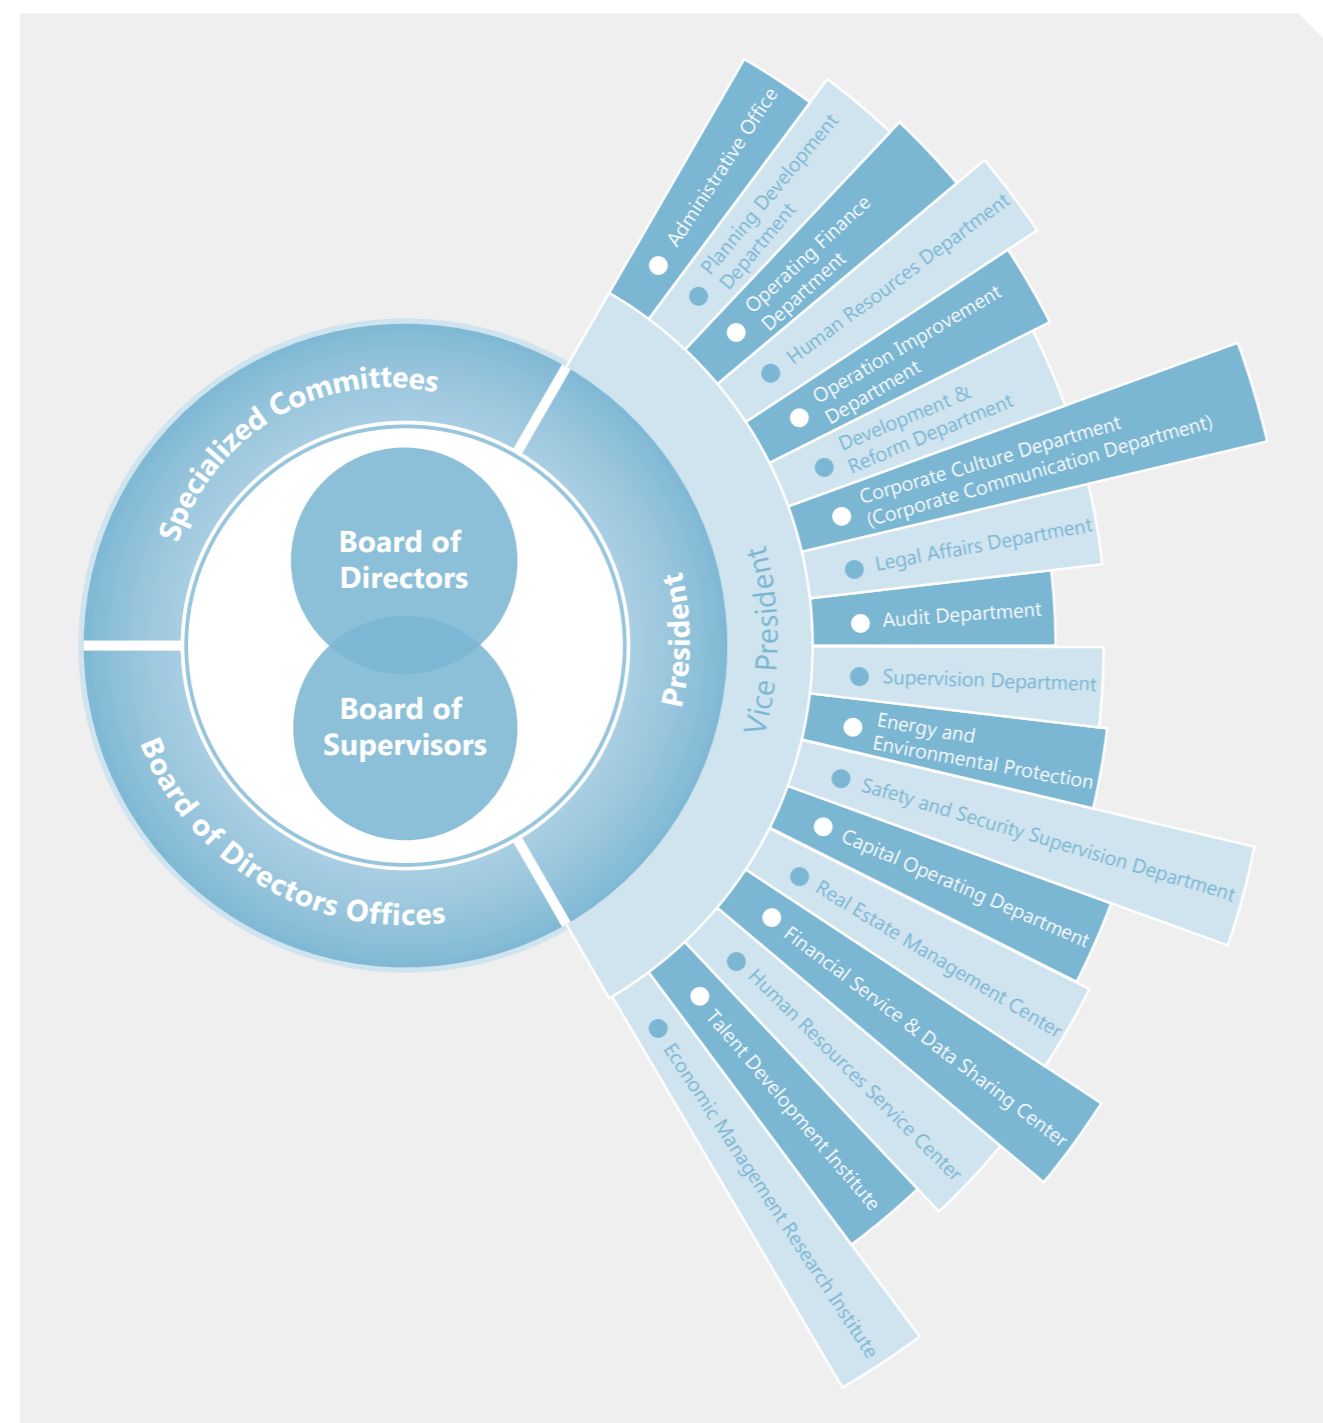 Specialized Committees
Board of
Directors
Board of
Supervisors
Board of Directors Offices
President
Vice President
Administrative Office
Planning Development
Department
Operating Finance
Department
Human Resources Department
Operation Improvement
Department
Development &
Reform Department
Corporate Culture Department
(Corporate Communication Department)
Legal Affairs Department
Audit Department
Supervision Department
Energy and
Environmental Protection
Safety and Security Supervision Department
Capital Operating Department
Real Estate Management Center
Financial Service & Data Sharing Center
Human Resources Service Center
Talent Development Institute
Economic Management Research Institute